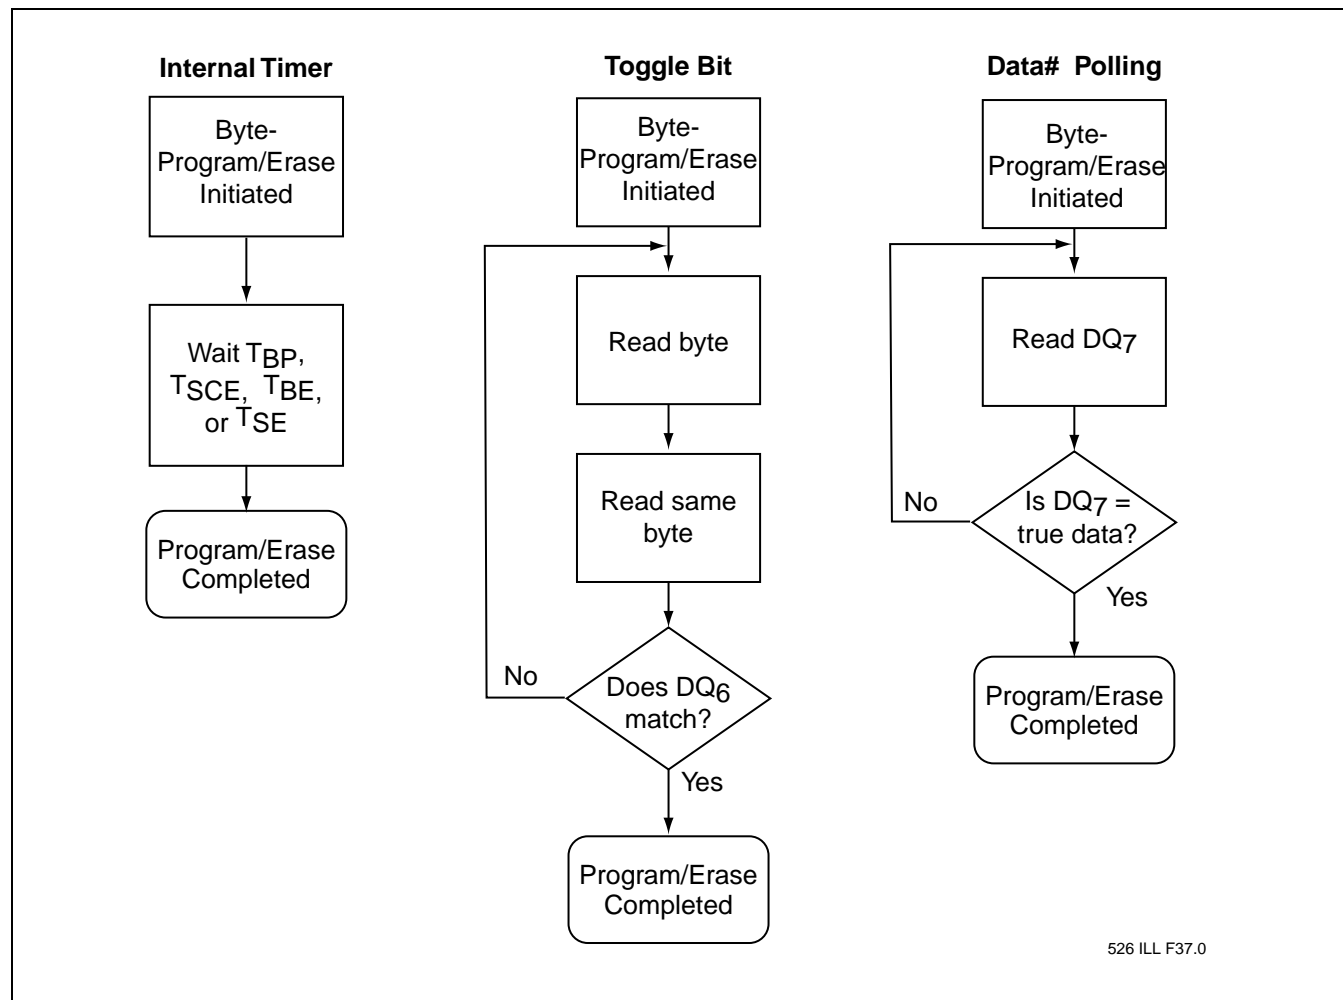 Internal Timer
Byte-
Program/Erase
Initiated
Wait TBP,
TSCE, TBE,
or TSE
Program/Erase
Completed
Toggle Bit
Byte-
Program/Erase
Initiated
Read byte
Read same
byte
No
Does DQ6
match?
Yes
Program/Erase
Completed
Data# Polling
Byte-
Program/Erase
Initiated
Read DQ7
No
Is DQ7 =
true data?
Yes
Program/Erase
Completed
526 ILL F37.0